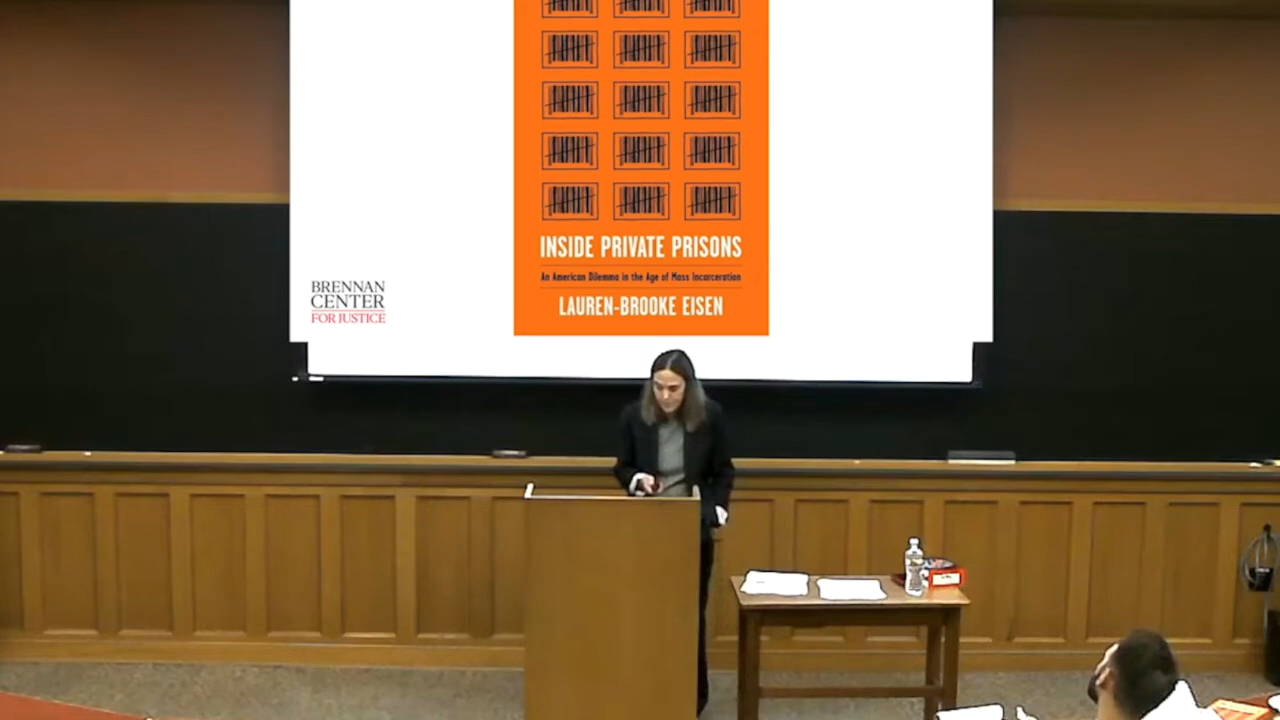 INSIDE PRIVATE PRISONS
An American Dilemma in the Age of Mass Incarceration
LAUREN-BROOKE EISEN
BRENNAN
CENTER
FOR JUSTICE